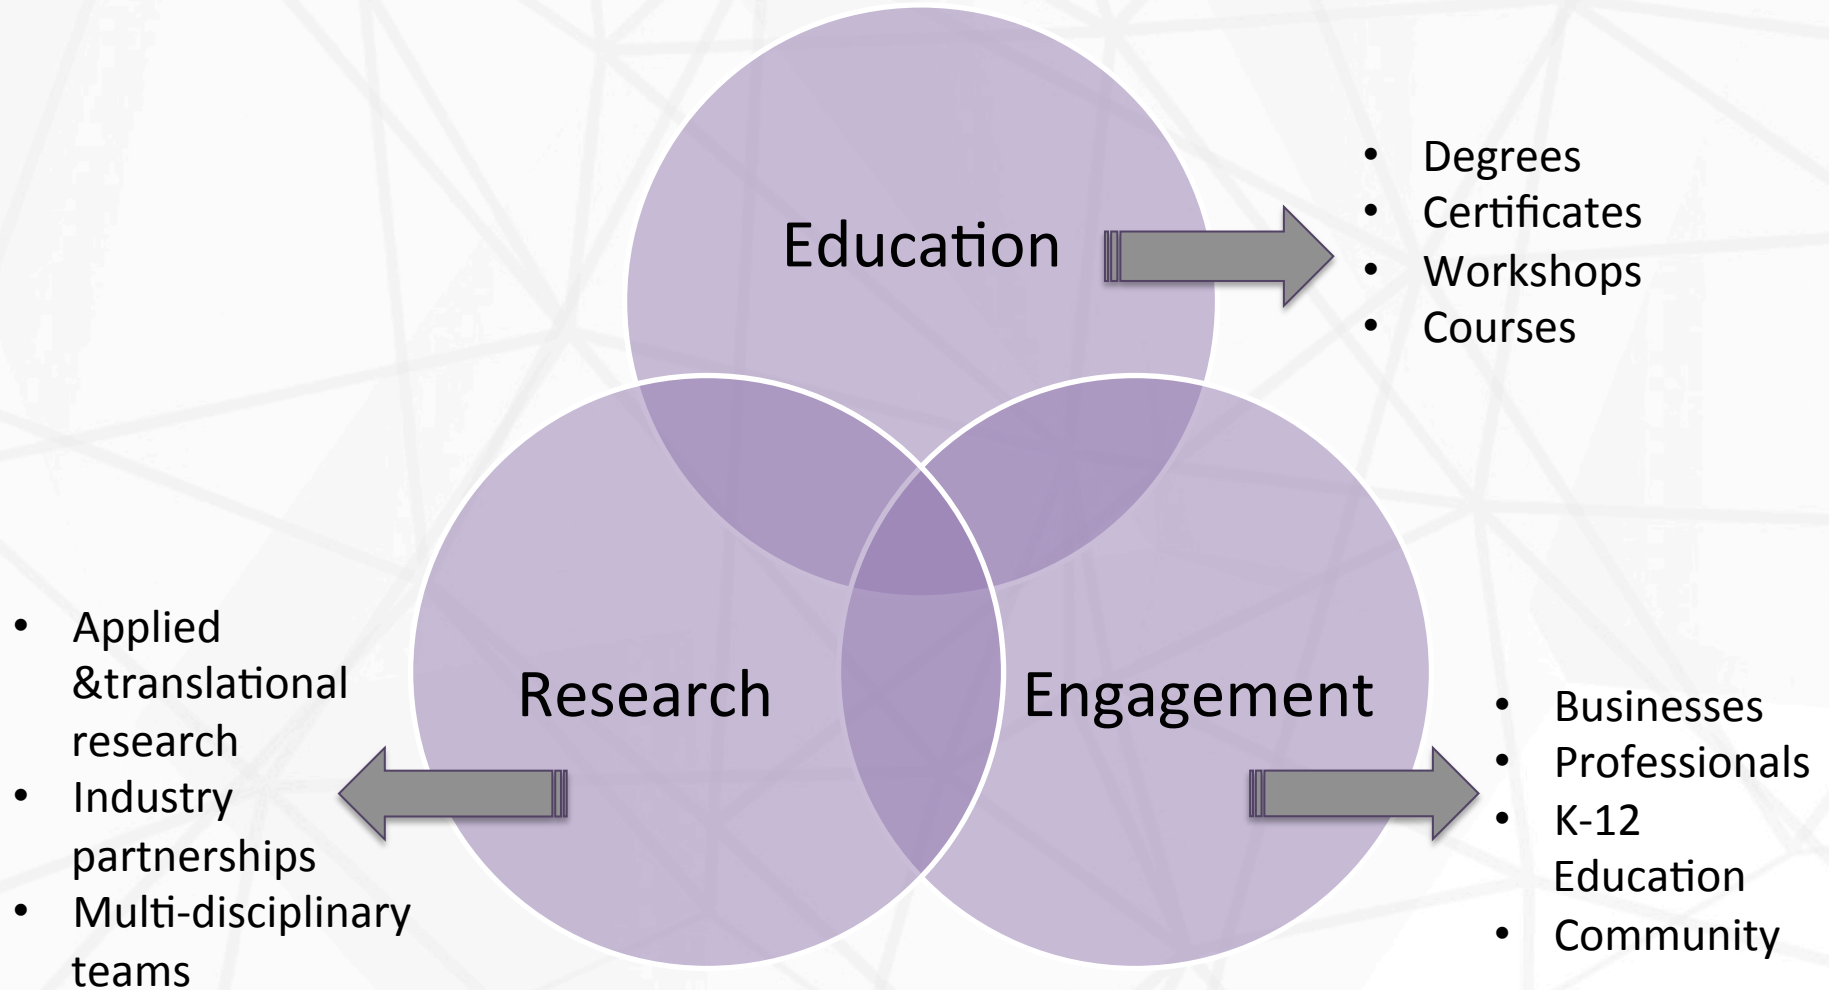 Education
• Degrees
• Certificates
• Workshops
• Courses
Research
• Applied
&translational
research
• Industry
partnerships
• Multi-disciplinary
teams
Engagement
• Businesses
• Professionals
• K-12
Education
• Community